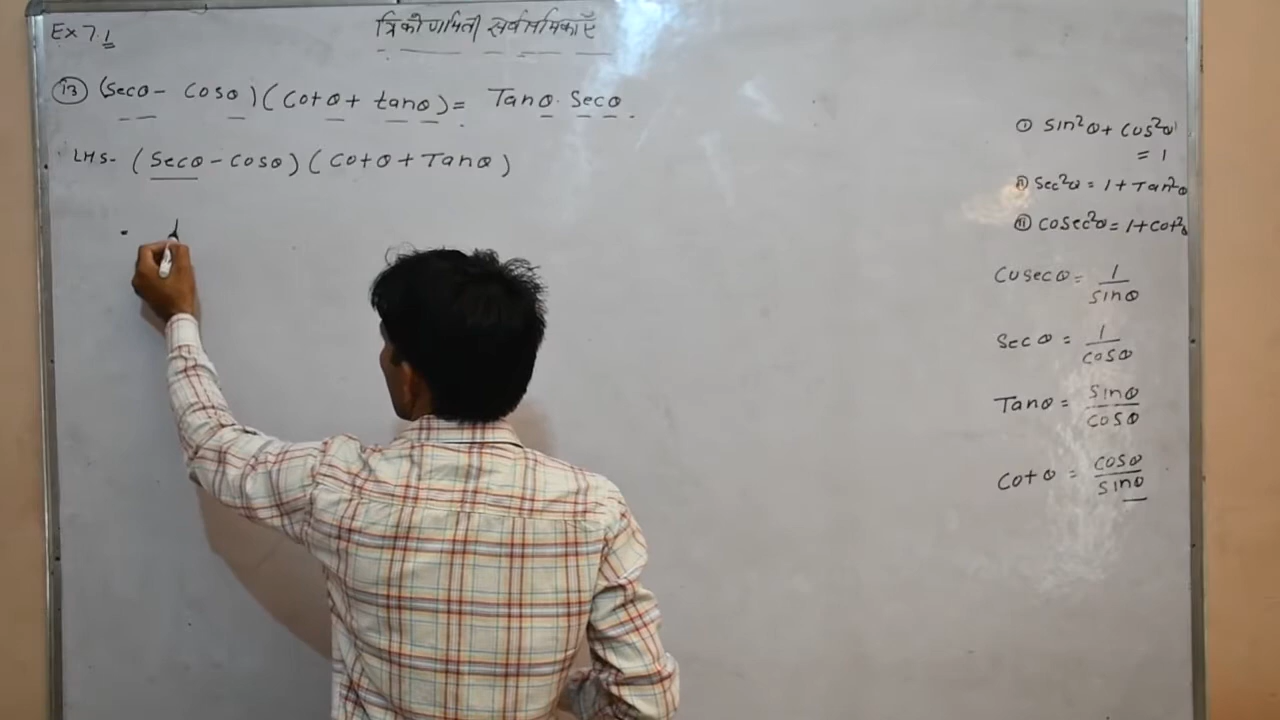 Ex 7.1
त्रिकोणमिती सर्वसमिकाएँ
(13) (Secθ - Cosθ)(Cotθ + tanθ) = Tanθ. Secθ.
LHS- (Secθ - Cosθ)(Cotθ + Tanθ)
(i) Sin²θ + Cos²θ
= 1
(ii) Sec²θ = 1 + Tan²θ
(iii) Cosec²θ = 1 + Cot²θ
Cosecθ = 1/Sinθ
Secθ = 1/Cosθ
Tanθ = Sinθ/Cosθ
Cotθ = Cosθ/Sinθ